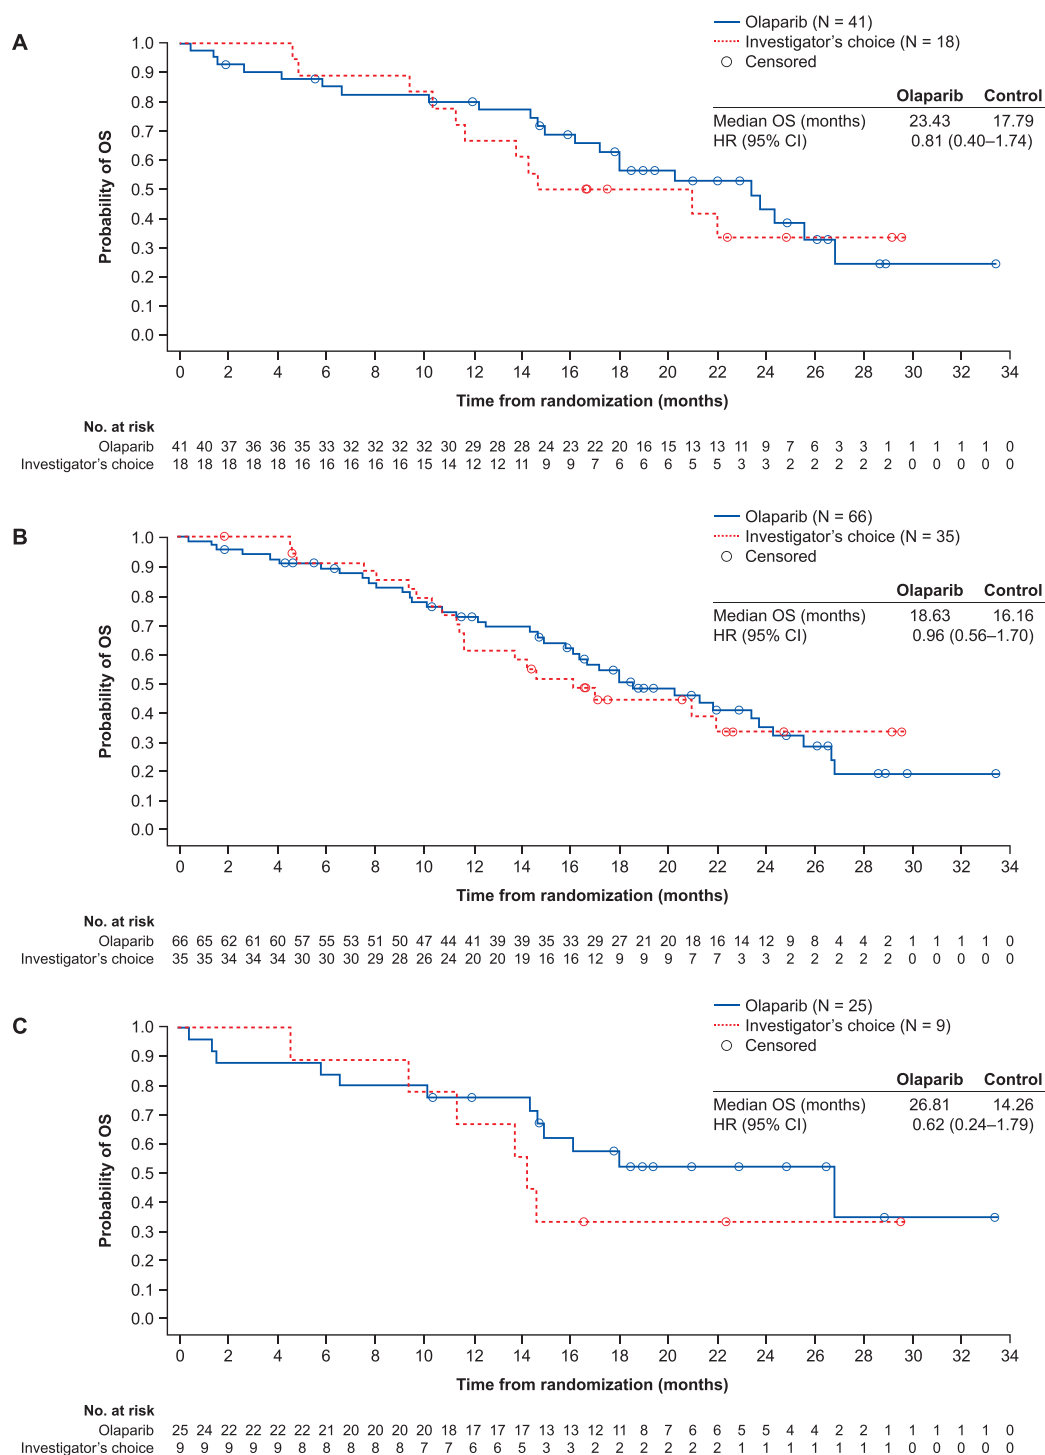 A
Olaparib (N = 41)
Investigator's choice (N = 18)
Censored
Olaparib Control
Median OS (months) 23.43 17.79
HR (95% CI) 0.81 (0.40–1.74)
Probability of OS
1.0
0.9
0.8
0.7
0.6
0.5
0.4
0.3
0.2
0.1
0.0
0 2 4 6 8 8 10 12 14 16 18 20 22 24 26 28 30 32 34
Time from randomization (months)
No. at risk
Olaparib 41 40 37 36 36 35 33 32 32 32 32 30 29 28 28 24 23 22 20 16 15 13 13 11 9 7 6 3 3 1 1 1 1 1 0
Investigator's choice 18 18 18 18 18 16 16 16 16 16 15 14 12 12 11 9 9 7 6 6 6 5 5 3 3 2 2 2 2 2 0 0 0 0 0
B
Olaparib (N = 66)
Investigator's choice (N = 35)
Censored
Olaparib Control
Median OS (months) 18.63 16.16
HR (95% CI) 0.96 (0.56–1.70)
Probability of OS
1.0
0.9
0.8
0.7
0.6
0.5
0.4
0.3
0.2
0.1
0.0
0 2 4 6 8 10 12 14 16 18 20 22 24 26 28 30 32 34
Time from randomization (months)
No. at risk
Olaparib 66 65 62 61 60 57 55 53 51 50 47 44 41 39 39 35 33 29 27 21 20 18 16 14 12 9 8 4 4 2 1 1 1 1 0
Investigator's choice 35 35 34 34 34 30 30 30 29 28 26 24 20 20 19 16 16 12 9 9 9 7 7 3 3 2 2 2 2 2 0 0 0 0 0
C
Olaparib (N = 25)
Investigator's choice (N = 9)
Censored
Olaparib Control
Median OS (months) 26.81 14.26
HR (95% CI) 0.62 (0.24–1.79)
Probability of OS
1.0
0.9
0.8
0.7
0.6
0.5
0.4
0.3
0.2
0.1
0.0
0 2 4 6 8 10 12 14 16 18 20 22 24 26 28 30 32 34
Time from randomization (months)
No. at risk
Olaparib 25 24 22 22 22 22 21 20 20 20 20 18 17 17 17 13 13 12 11 8 7 6 6 5 5 4 4 2 2 1 1 1 1 1 0
Investigator's choice 9 9 9 9 9 8 8 8 8 8 7 7 6 6 5 3 3 2 2 2 2 2 2 1 1 1 1 1 1 1 0 0 0 0 0